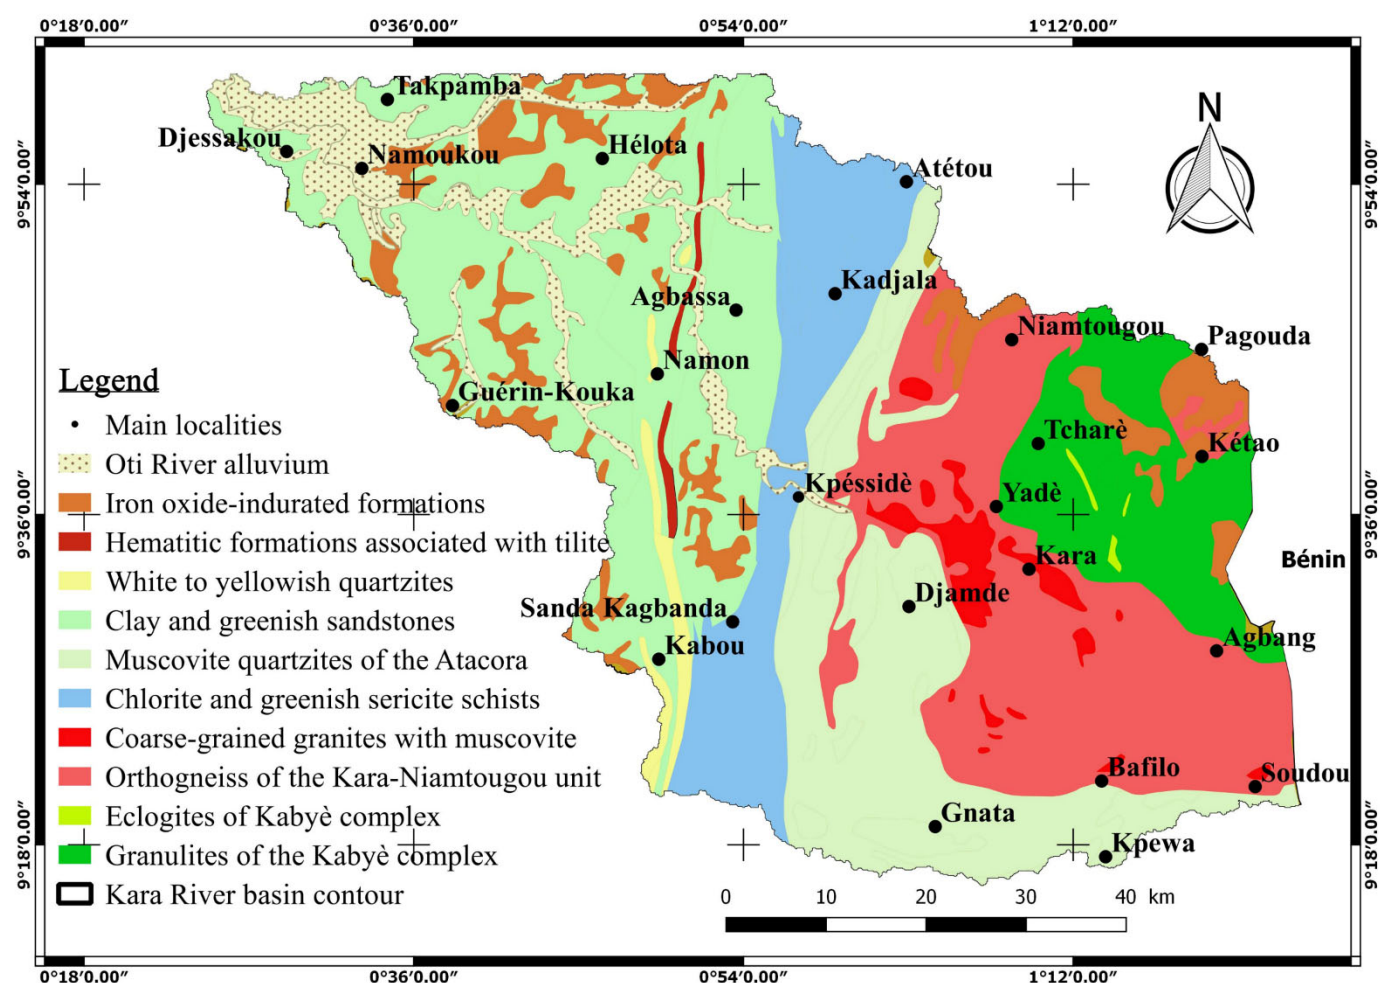 0°18′0.00″ 0°36′0.00″ 0°54′0.00″ 1°12′0.00″
Takpamba
Djessakou
Namoukou
Hélota
N
Atétou
9°54′0.00″ 9°54′0.00″
Kadjala
Agbassa
Niamtougou
Pagouda
Namon
Legend
Guérin-Kouka
Main localities
Tcharè
Kétao
Oti River alluvium
Kpéssidè
Yadè
Iron oxide-indurated formations
9°36′0.00″ 9°36′0.00″
Hematitic formations associated with tilite
Kara
Bénin
White to yellowish quartzites
Djamde
Sanda Kagbanda
Clay and greenish sandstones
Kabou
Agbang
Muscovite quartzites of the Atacora
Chlorite and greenish sericite schists
Coarse-grained granites with muscovite
Bafilo
Soudou
Orthogneiss of the Kara-Niamtougou unit
Gnata
Eclogites of Kabyè complex
Kpewa
9°18′0.00″ 9°18′0.00″
Granulites of the Kabyè complex
Kara River basin contour
0 10 20 30 40 km
0°18′0.00″ 0°36′0.00″ 0°54′0.00″ 1°12′0.00″